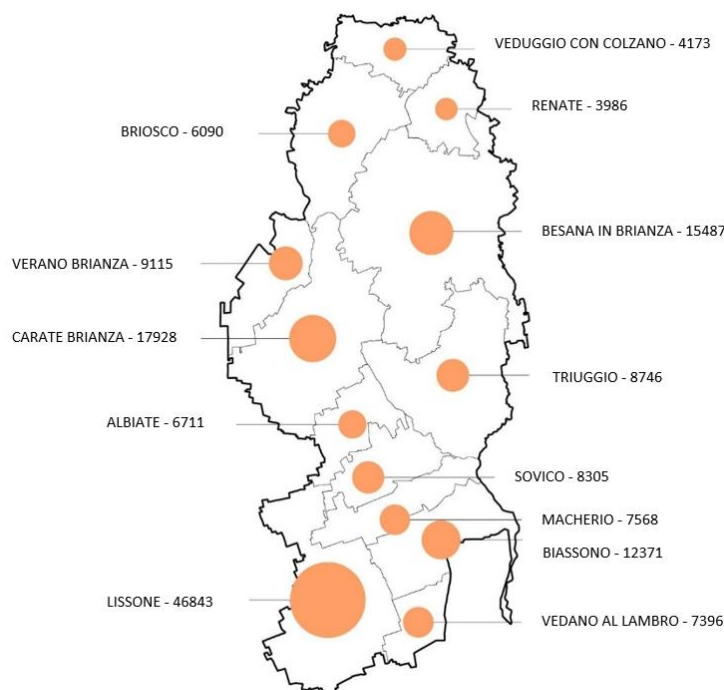 VEDUGGIO CON COLZANO - 4173
RENATE - 3986
BRIOSCO - 6090
BESANA IN BRIANZA - 15487
VERANO BRIANZA - 9115
CARATE BRIANZA - 17928
TRIUGGIO - 8746
ALBIATE - 6711
SOVICO - 8305
MACHERIO - 7568
BIASSONO - 12371
LISSONE - 46843
VEDANO AL LAMBRO - 7396